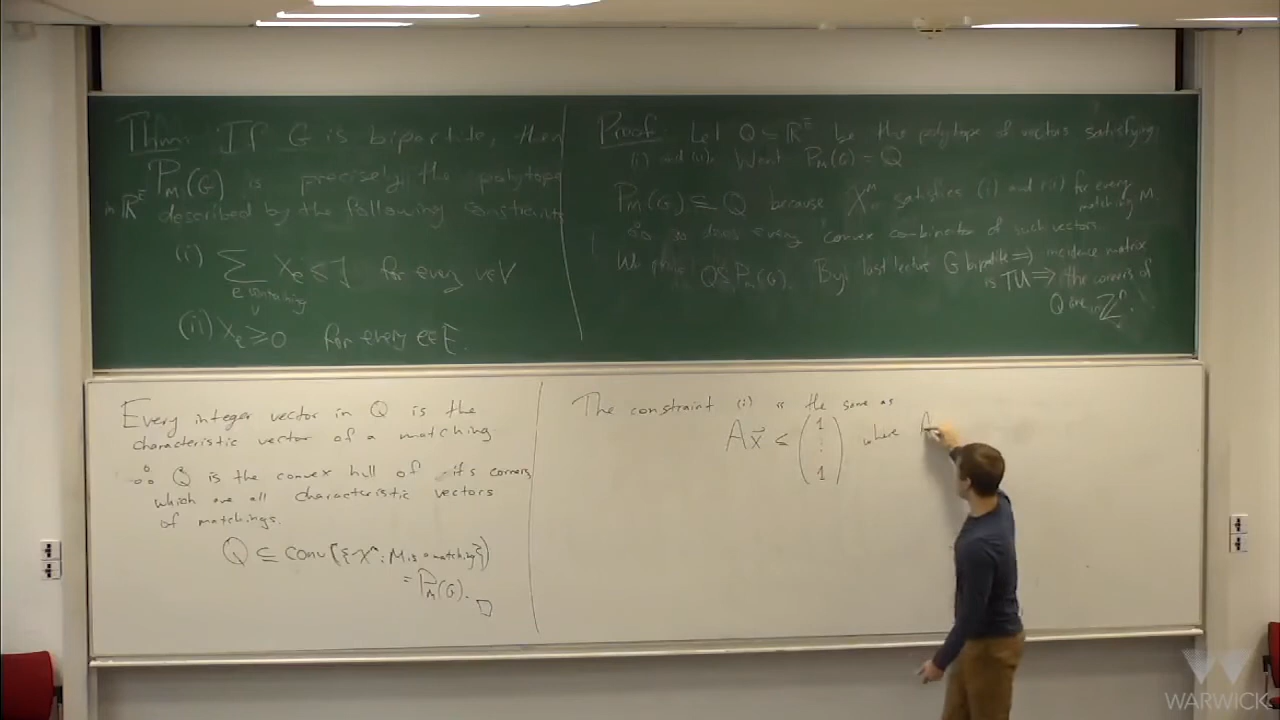 Thm: If G is bipartite, then
P_M(G) is precisely the polytope
in ℝ^E described by the following constraints
(i) ∑_{e containing v} x_e ≤ 1 for every v∈V
(ii) x_e ≥ 0 for every e∈E.
Proof: Let Q ⊆ ℝ^E be the polytope of vectors satisfying
(i) and (ii). Want P_M(G) = Q
P_M(G) ⊆ Q because χ^M satisfies (i) and (ii) for every matching M.
∴ so does every convex combination of such vectors.
We Q ⊆ P_M(G). By last lecture G bipartite ⟹ incidence matrix
is TU ⟹ the corners of
Q are in ℤ^n.
Every integer vector in Q is the
characteristic vector of a matching
∴ Q is the convex hull of its corners
which are all characteristic vectors
of matchings.
Q ⊆ conv({χ^M : M is a matching})
= P_M(G). □
The constraint (i) is the same as
Ax⃗ ≤ (1 ⋮ 1) where A
WARWICK